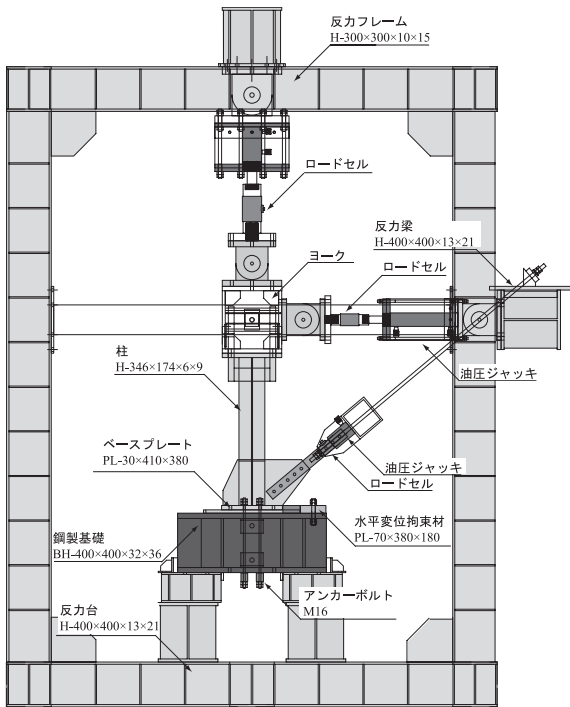 反力フレーム
H-300×300×10×15
ロードセル
反力梁
H-400×400×13×21
ヨーク
ロードセル
柱
H-346×174×6×9
油圧ジャッキ
ベースプレート
PL-30×410×380
油圧ジャッキ
ロードセル
水平変位拘束材
PL-70×380×180
鋼製基礎
BH-400×400×32×36
アンカーボルト
M16
反力台
H-400×400×13×21